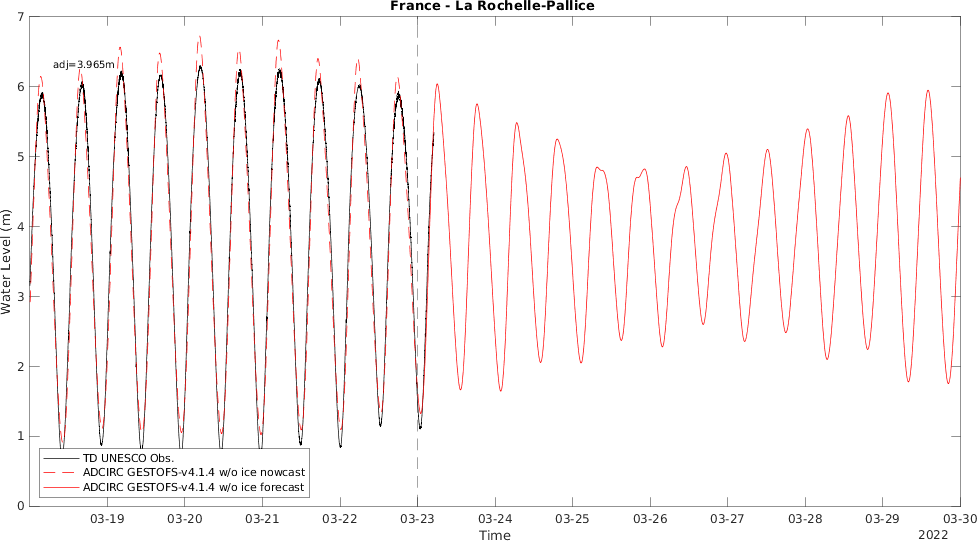 France - La Rochelle-Pallice
7
adj=3.965m
6
5
4
3
2
1
0
Water Level (m)
TD UNESCO Obs.
ADCIRC GESTOFS-v4.1.4 w/o ice nowcast
ADCIRC GESTOFS-v4.1.4 w/o ice forecast
03-19 03-20 03-21 03-22 03-23 03-24 03-25 03-26 03-27 03-28 03-29 03-30
Time
2022